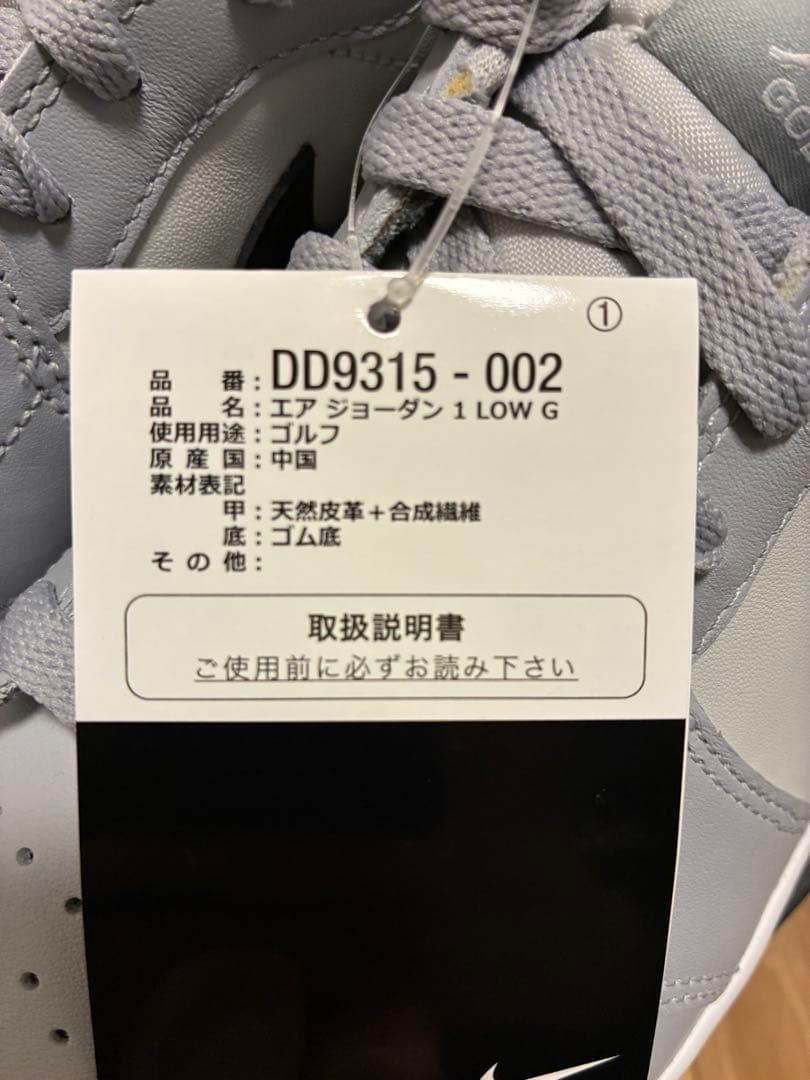 ①
品 番：DD9315 - 002
品 名：エア ジョーダン 1 LOW G
使用用途：ゴルフ
原 産 国：中国
素材表記
甲：天然皮革＋合成繊維
底：ゴム底
そ の 他：
取扱説明書
ご使用前に必ずお読み下さい